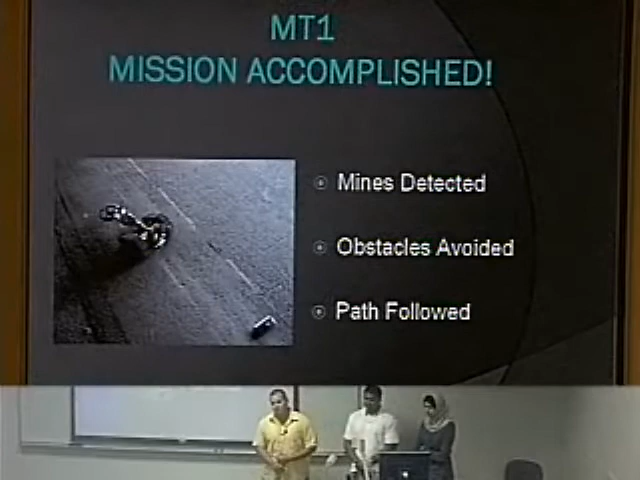 MT1
MISSION ACCOMPLISHED!
Mines Detected
Obstacles Avoided
Path Followed